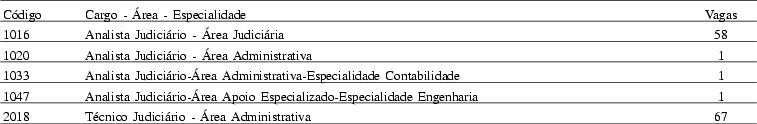 Código Cargo - Área - Especialidade Vagas
1016 Analista Judiciário - Área Judiciária 58
1020 Analista Judiciário - Área Administrativa 1
1033 Analista Judiciário-Área Administrativa-Especialidade Contabilidade 1
1047 Analista Judiciário-Área Apoio Especializado-Especialidade Engenharia 1
2018 Técnico Judiciário - Área Administrativa 67